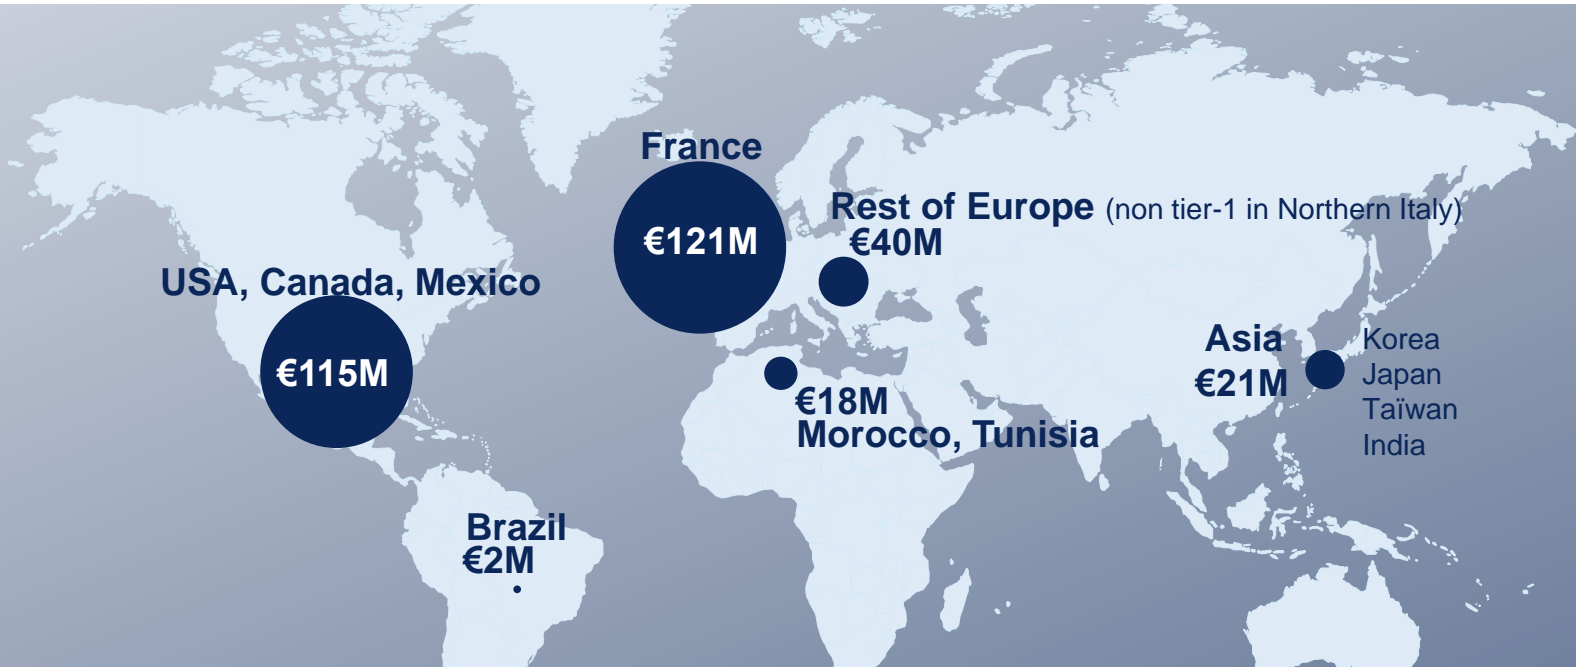 France
€121M
Rest of Europe (non tier-1 in Northern Italy)
€40M
USA, Canada, Mexico
€115M
Asia
€21M
Korea
Japan
Taïwan
India
€18M
Morocco, Tunisia
Brazil
€2M